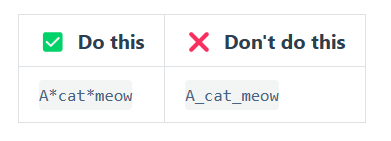 ✅ Do this ❌ Don't do this
A*cat*meow A_cat_meow